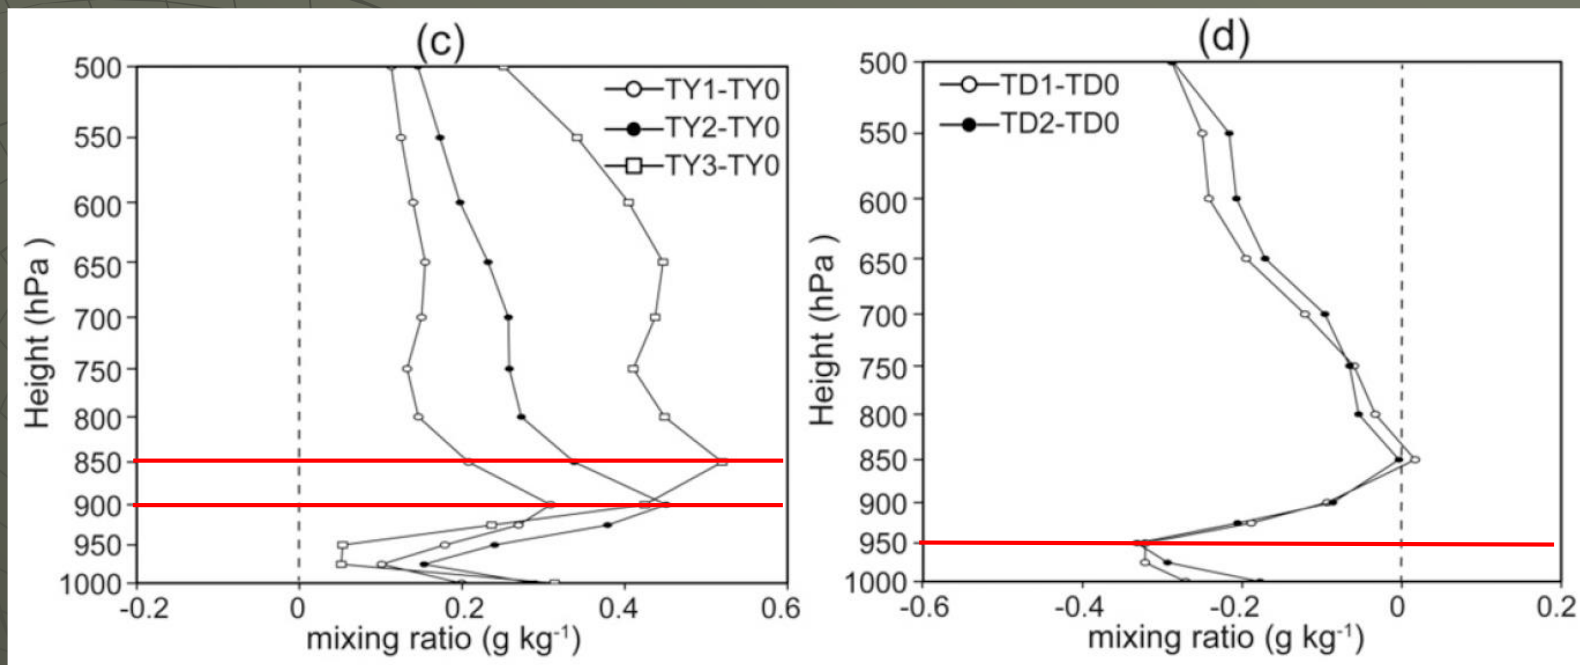 (c)
500
550
600
650
700
750
800
850
900
950
1000
-0.2
0
0.2
0.4
0.6
Height (hPa )
mixing ratio (g kg-1)
TY1-TY0
TY2-TY0
TY3-TY0
(d)
500
550
600
650
700
750
800
850
900
950
1000
-0.6
-0.4
-0.2
0
0.2
Height (hPa )
mixing ratio (g kg-1)
TD1-TD0
TD2-TD0